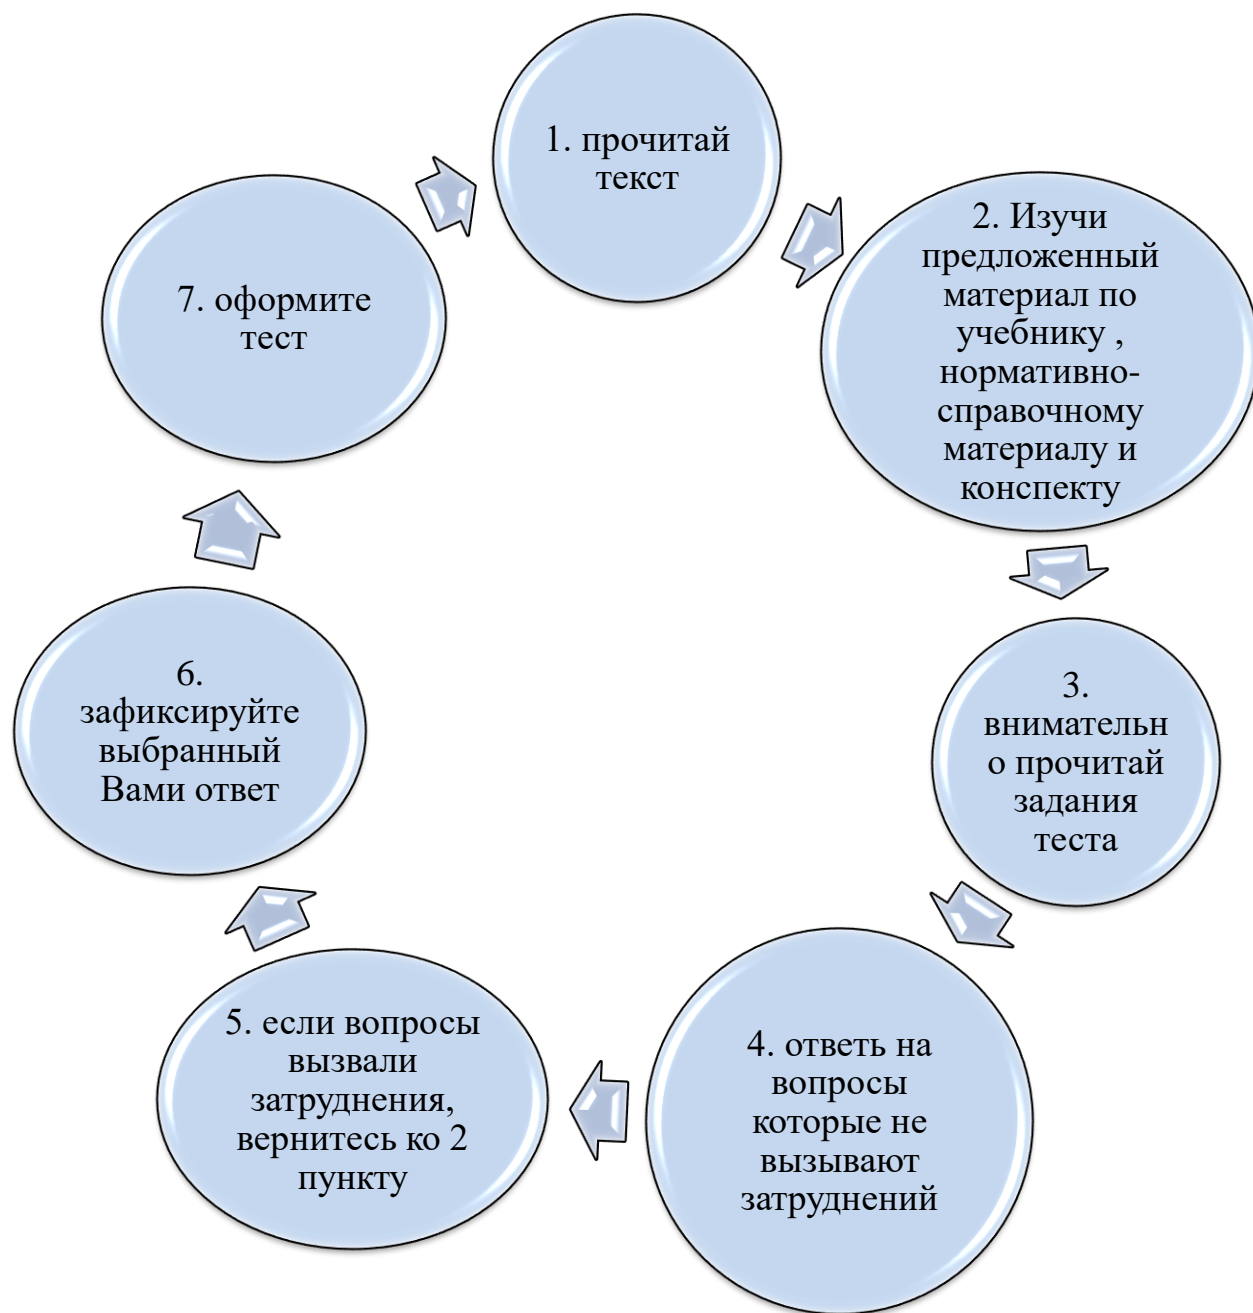 1. прочитай
текст
2. Изучи
предложенный
материал по
учебнику ,
нормативно-
справочному
материалу и
конспекту
3.
внимательн
о прочитай
задания
теста
4. ответь на
вопросы
которые не
вызывают
затруднений
5. если вопросы
вызвали
затруднения,
вернитесь ко 2
пункту
6.
зафиксируйте
выбранный
Вами ответ
7. оформите
тест